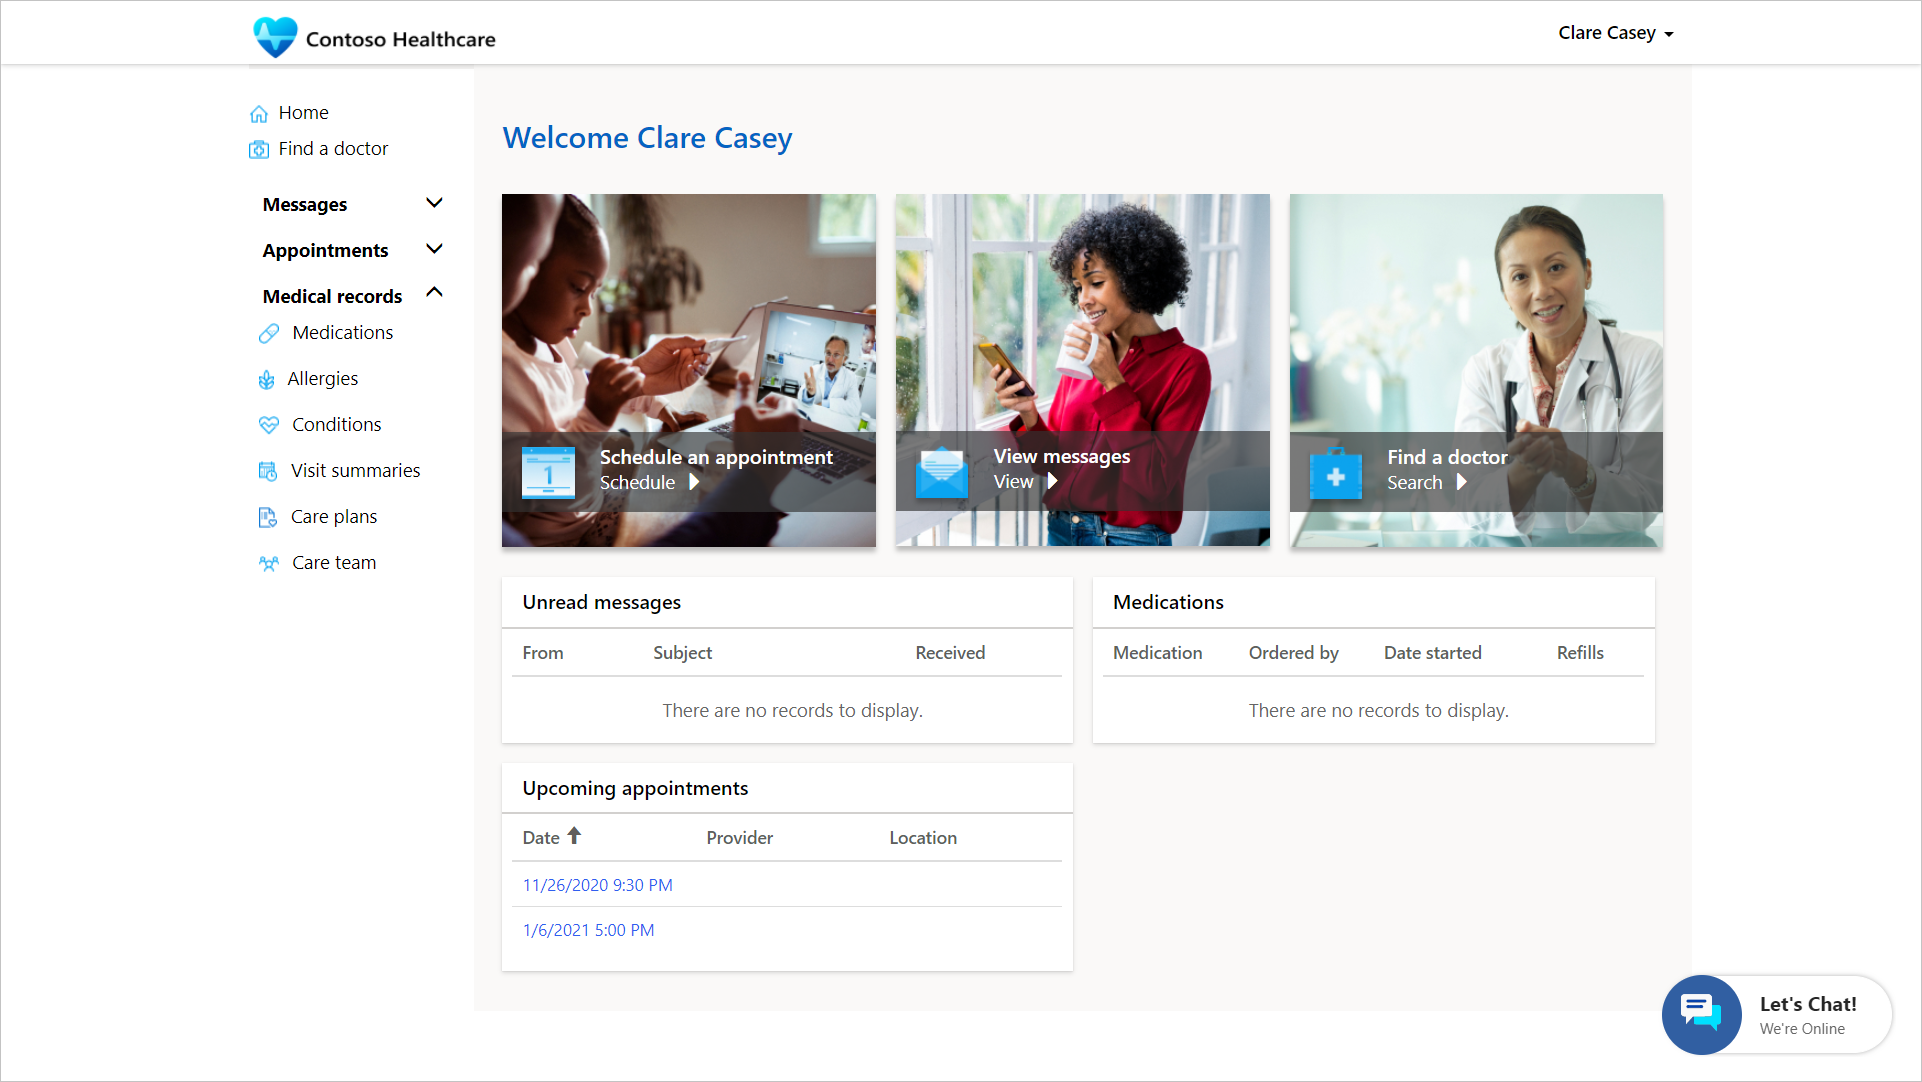 Contoso Healthcare
Clare Casey
Home
Find a doctor
Messages
Appointments
Medical records
Medications
Allergies
Conditions
Visit summaries
Care plans
Care team
Welcome Clare Casey
1
Schedule an appointment
Schedule
View messages
View
Find a doctor
Search
Unread messages
From Subject Received
There are no records to display.
Medications
Medication Ordered by Date started Refills
There are no records to display.
Upcoming appointments
Date Provider Location
11/26/2020 9:30 PM
1/6/2021 5:00 PM
Let's Chat!
We're Online